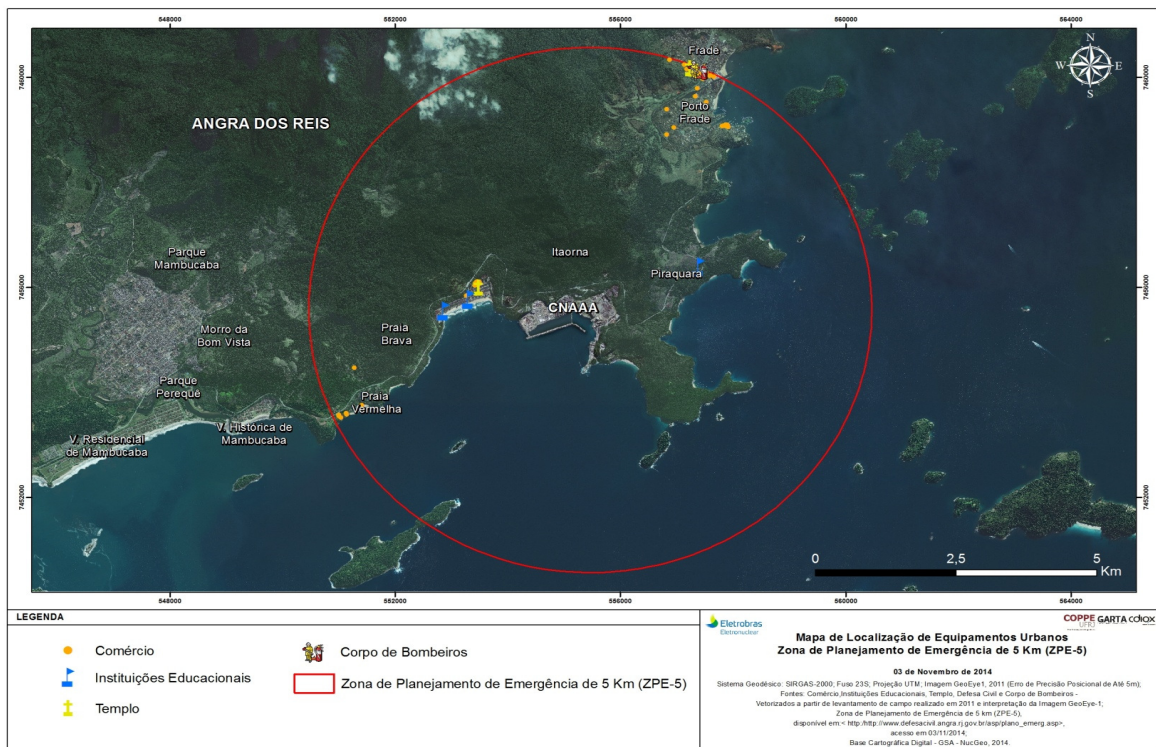 548000
552000
556000
560000
564000
7460000
7460000
N
W E
S
Frade
Porto
Frade
ANGRA DOS REIS
Parque
Mambucaba
Itaorna
Piraquara
7456000
7456000
CNAAA
Praia
Brava
Morro da
Bom Vista
Parque
Perequê
Praia
Vermelha
V. Histórica de
Mambucaba
V. Residencial
de Mambucaba
7452000
7452000
0 2,5 5
Km
548000
552000
556000
560000
564000
LEGENDA
Comércio
Instituições Educacionais
Templo
Corpo de Bombeiros
Zona de Planejamento de Emergência de 5 Km (ZPE-5)
Eletrobras
Eletronuclear
COPPE
UFRJ
GARTA
Mapa de Localização de Equipamentos Urbanos
Zona de Planejamento de Emergência de 5 Km (ZPE-5)
03 de Novembro de 2014
Sistema Geodésico: SIRGAS-2000; Fuso 23S; Projeção UTM; Imagem GeoEye1, 2011 (Erro de Precisão Posicional de Até 5m);
Fontes: Comércio,Instituições Educacionais, Templo, Defesa Civil e Corpo de Bombeiros -
Vetorizados a partir de levantamento de campo realizado em 2011 e interpretação da Imagem GeoEye-1;
Zona de Planejamento de Emergência de 5 km (ZPE-5),
disponível em:< http:/http://www.defesacivil.angra.rj.gov.br/asp/plano_emerg.asp>,
acesso em 03/11/2014;
Base Cartográfica Digital - GSA - NucGeo, 2014.